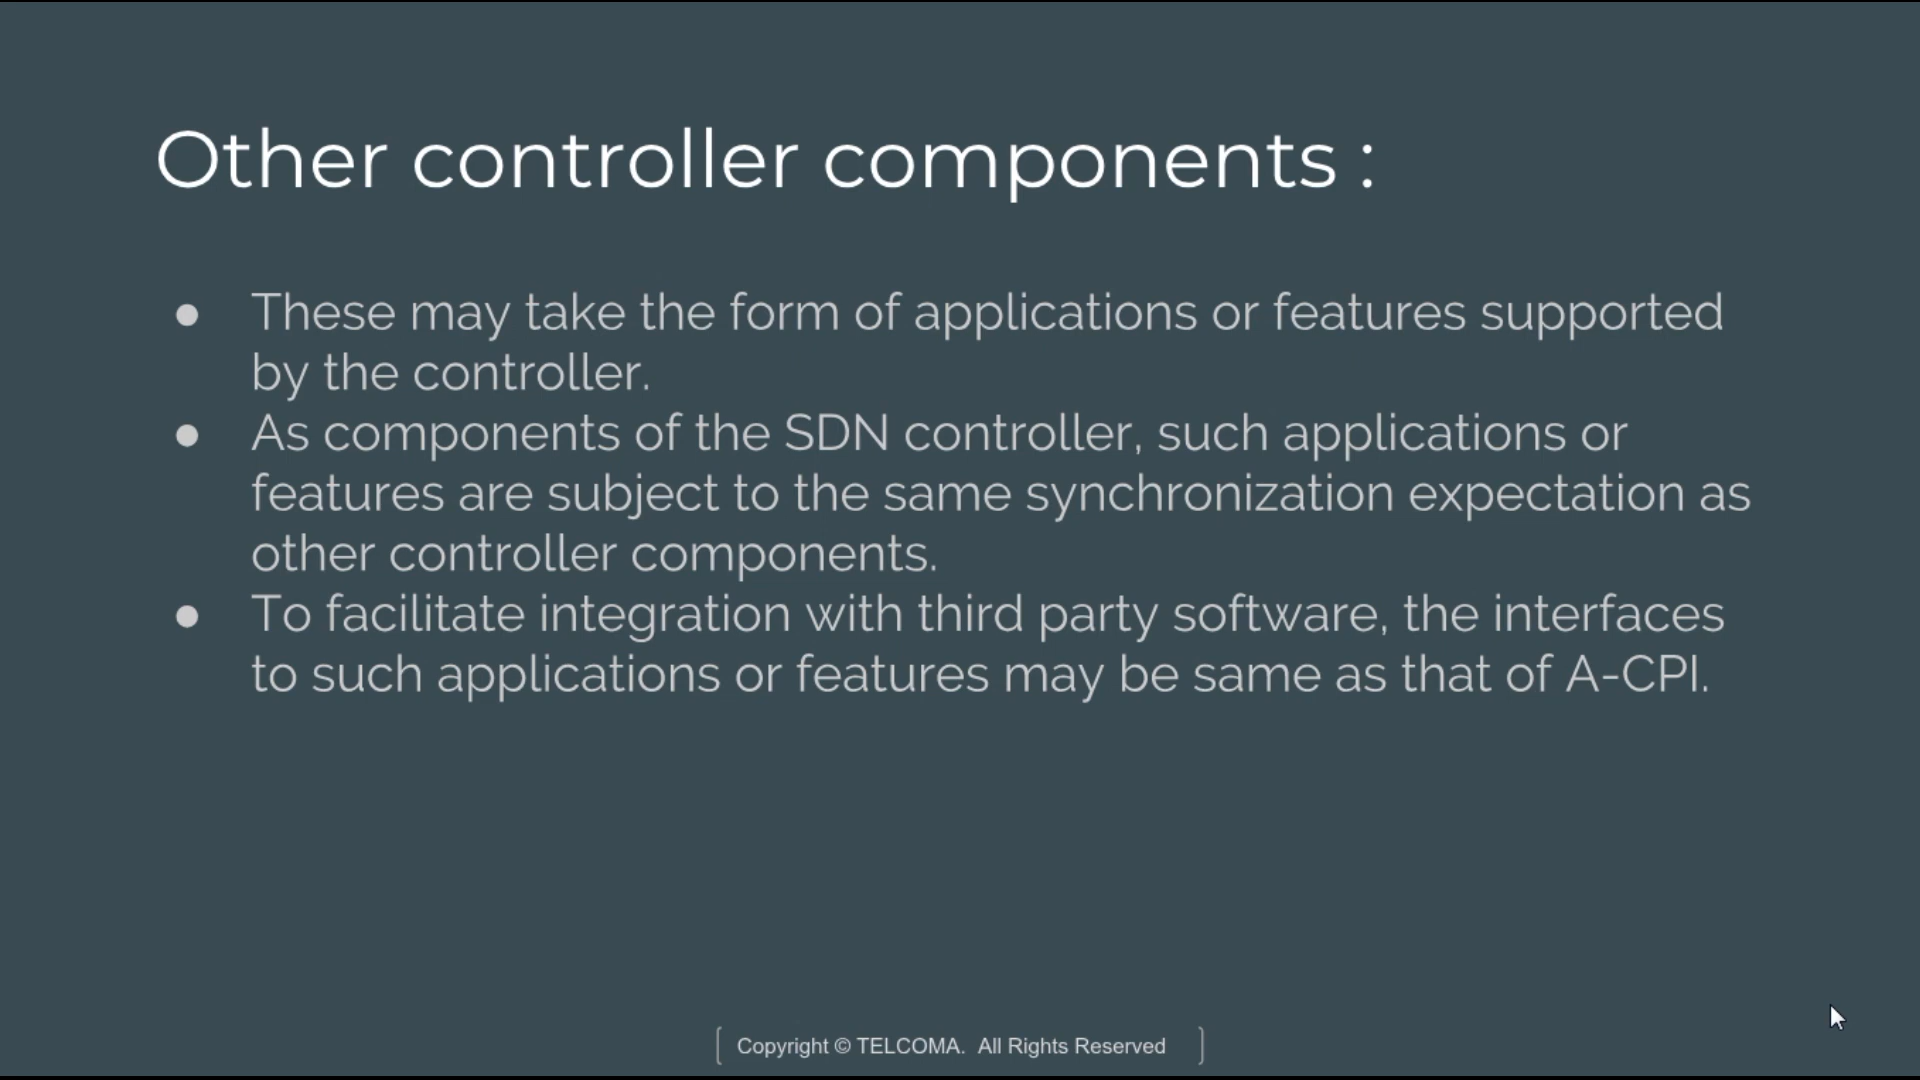 Other controller components :
● These may take the form of applications or features supported
by the controller.
● As components of the SDN controller, such applications or
features are subject to the same synchronization expectation as
other controller components.
● To facilitate integration with third party software, the interfaces
to such applications or features may be same as that of A-CPI.
[ Copyright © TELCOMA. All Rights Reserved ]